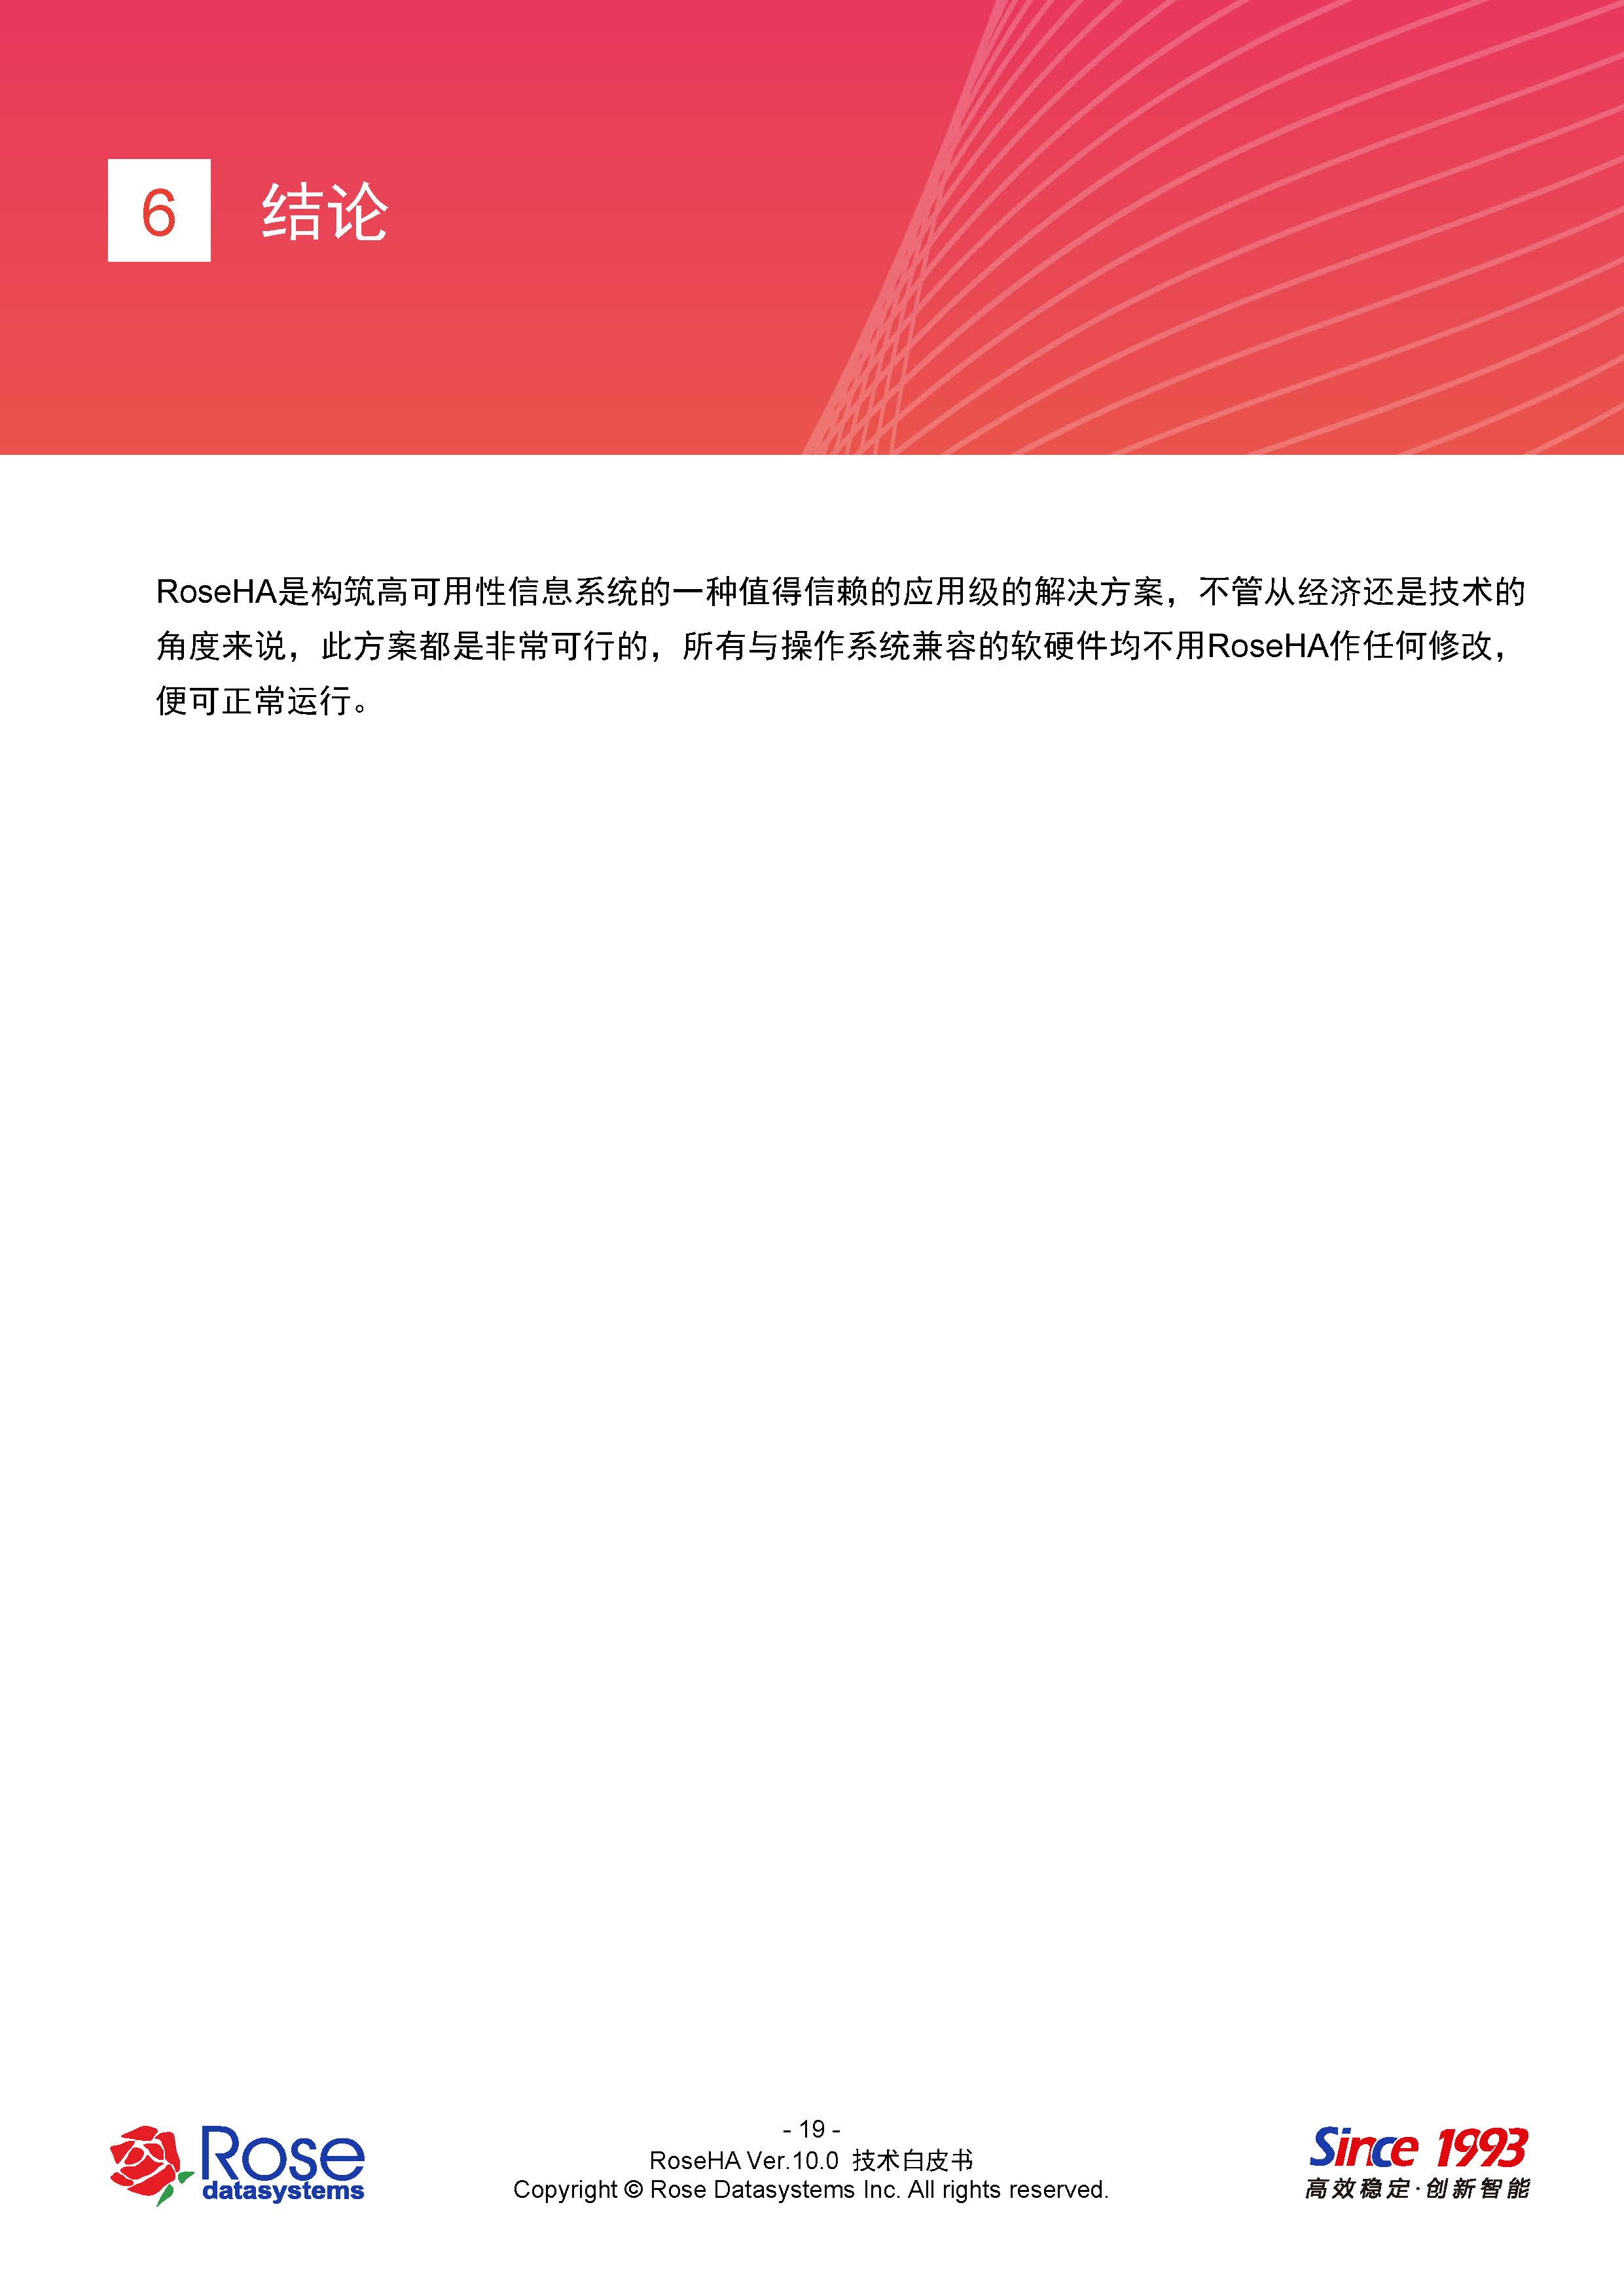 6 结论
RoseHA是构筑高可用性信息系统的一种值得信赖的应用级的解决方案，不管从经济还是技术的
角度来说，此方案都是非常可行的，所有与操作系统兼容的软硬件均不用RoseHA作任何修改，
便可正常运行。
Rose
datasystems
- 19 -
RoseHA Ver.10.0 技术白皮书
Copyright © Rose Datasystems Inc. All rights reserved.
Since 1993
高效稳定·创新智能